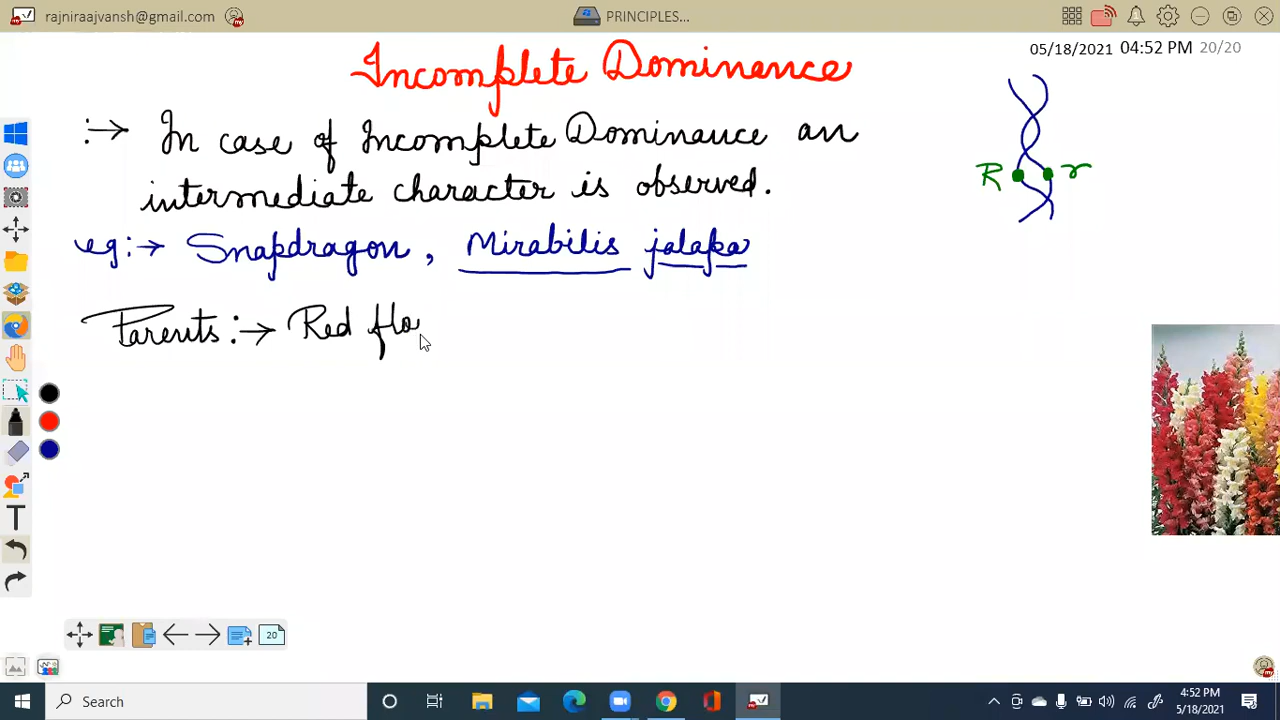 rajniraajvansh@gmail.com
PRINCIPLES...
05/18/2021 04:52 PM 20/20
Incomplete Dominance
:→ In case of Incomplete Dominance an
intermediate character is observed.
R r
eg:→ Snapdragon, Mirabilis jalapa
Parents:→ Red flo
T
20
Search
4:52 PM
5/18/2021